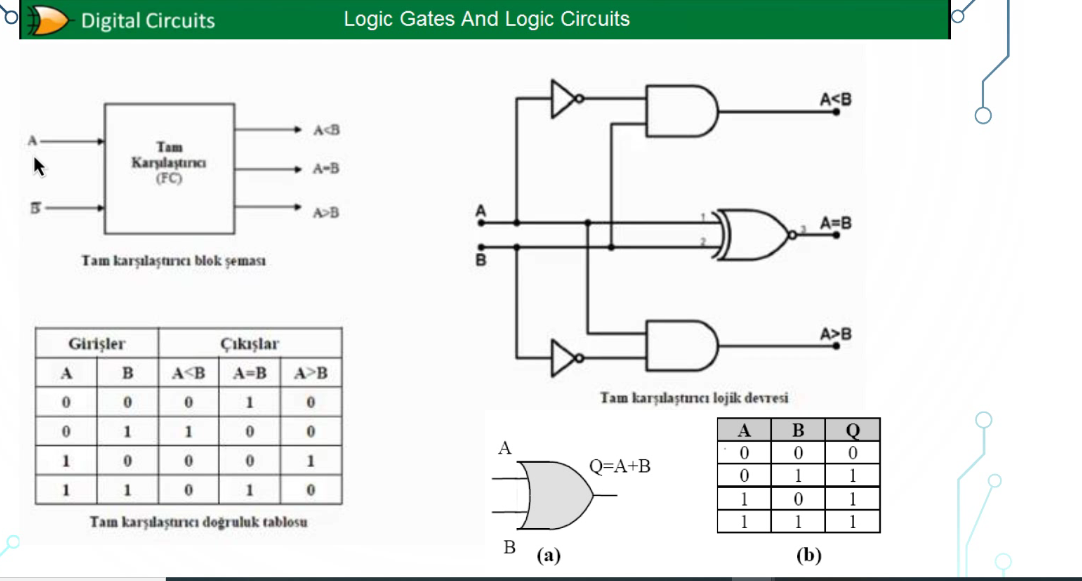 Digital Circuits
Logic Gates And Logic Circuits
A
B
Tam
Karşılaştırıcı
(FC)
A<B
A=B
A>B
Tam karşılaştırıcı blok şeması
A
B
1
2
3
A<B
A=B
A>B
Tam karşılaştırıcı lojik devresi
Girişler Çıkışlar
A B A<B A=B A>B
0 0 0 1 0
0 1 1 0 0
1 0 0 0 1
1 1 0 1 0
Tam karşılaştırıcı doğruluk tablosu
A
B
Q=A+B
(a)
A B Q
0 0 0
0 1 1
1 0 1
1 1 1
(b)